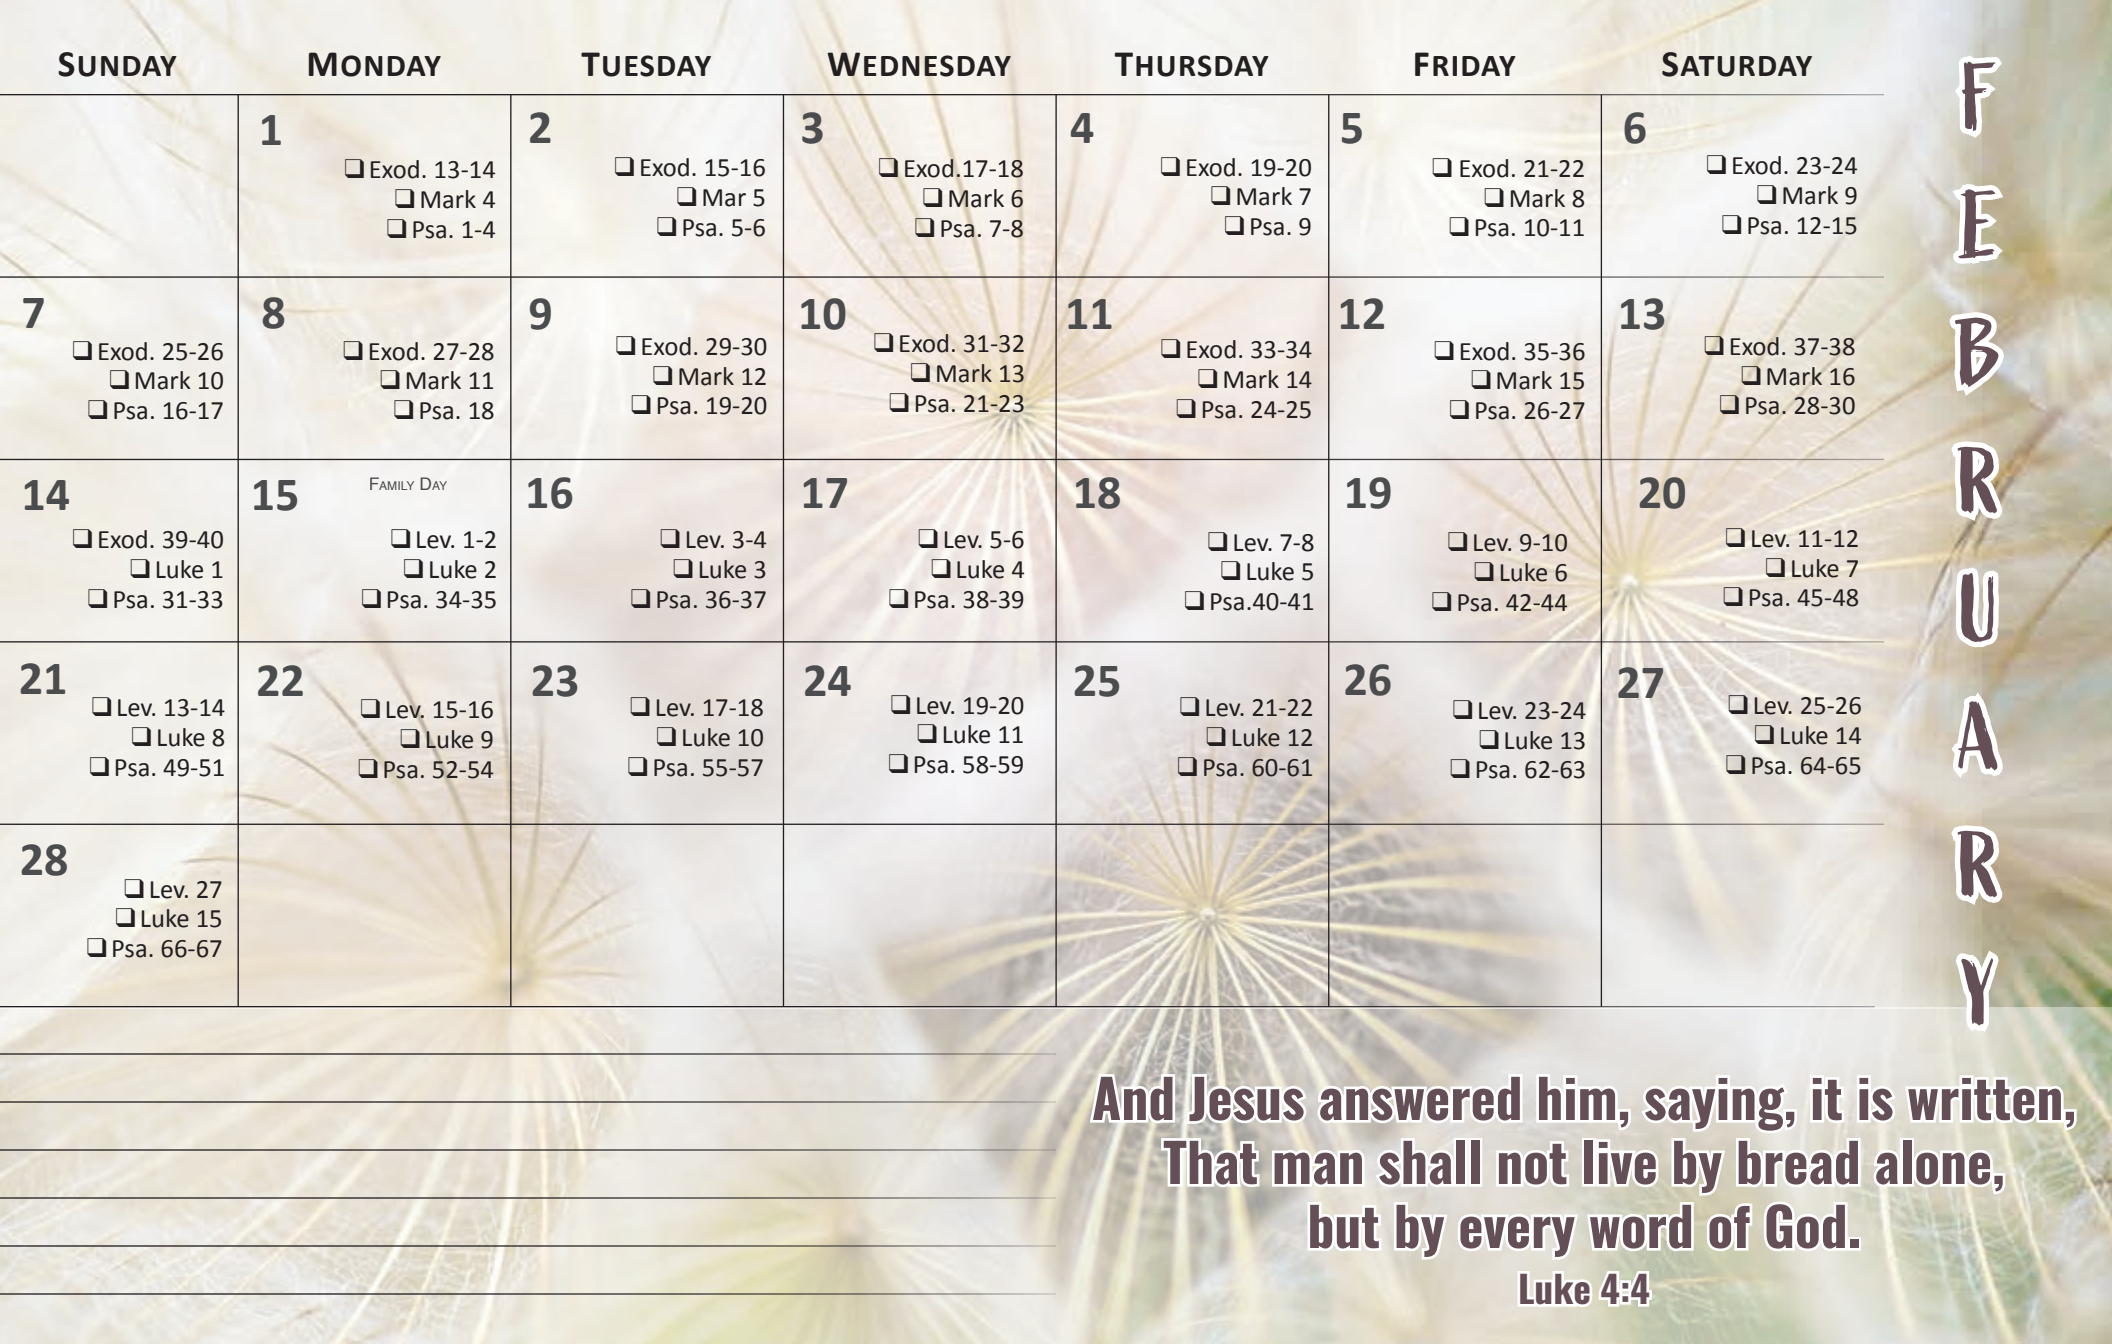 SUNDAY MONDAY TUESDAY WEDNESDAY THURSDAY FRIDAY SATURDAY
1
❏ Exod. 13-14
❏ Mark 4
❏ Psa. 1-4
2
❏ Exod. 15-16
❏ Mar 5
❏ Psa. 5-6
3
❏ Exod.17-18
❏ Mark 6
❏ Psa. 7-8
4
❏ Exod. 19-20
❏ Mark 7
❏ Psa. 9
5
❏ Exod. 21-22
❏ Mark 8
❏ Psa. 10-11
6
❏ Exod. 23-24
❏ Mark 9
❏ Psa. 12-15
7
❏ Exod. 25-26
❏ Mark 10
❏ Psa. 16-17
8
❏ Exod. 27-28
❏ Mark 11
❏ Psa. 18
9
❏ Exod. 29-30
❏ Mark 12
❏ Psa. 19-20
10
❏ Exod. 31-32
❏ Mark 13
❏ Psa. 21-23
11
❏ Exod. 33-34
❏ Mark 14
❏ Psa. 24-25
12
❏ Exod. 35-36
❏ Mark 15
❏ Psa. 26-27
13
❏ Exod. 37-38
❏ Mark 16
❏ Psa. 28-30
14
❏ Exod. 39-40
❏ Luke 1
❏ Psa. 31-33
15 FAMILY DAY
❏ Lev. 1-2
❏ Luke 2
❏ Psa. 34-35
16
❏ Lev. 3-4
❏ Luke 3
❏ Psa. 36-37
17
❏ Lev. 5-6
❏ Luke 4
❏ Psa. 38-39
18
❏ Lev. 7-8
❏ Luke 5
❏ Psa.40-41
19
❏ Lev. 9-10
❏ Luke 6
❏ Psa. 42-44
20
❏ Lev. 11-12
❏ Luke 7
❏ Psa. 45-48
21
❏ Lev. 13-14
❏ Luke 8
❏ Psa. 49-51
22
❏ Lev. 15-16
❏ Luke 9
❏ Psa. 52-54
23
❏ Lev. 17-18
❏ Luke 10
❏ Psa. 55-57
24
❏ Lev. 19-20
❏ Luke 11
❏ Psa. 58-59
25
❏ Lev. 21-22
❏ Luke 12
❏ Psa. 60-61
26
❏ Lev. 23-24
❏ Luke 13
❏ Psa. 62-63
27
❏ Lev. 25-26
❏ Luke 14
❏ Psa. 64-65
28
❏ Lev. 27
❏ Luke 15
❏ Psa. 66-67
FEBRUARY
And Jesus answered him, saying, it is written,
That man shall not live by bread alone,
but by every word of God.
Luke 4:4